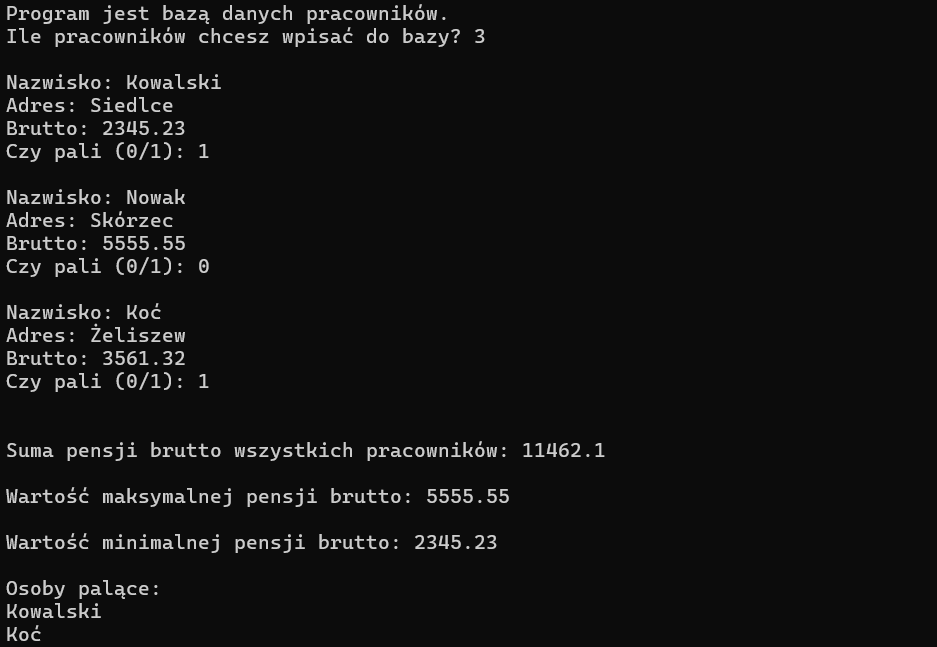 Program jest bazą danych pracowników.
Ile pracowników chcesz wpisać do bazy? 3
Nazwisko: Kowalski
Adres: Siedlce
Brutto: 2345.23
Czy pali (0/1): 1
Nazwisko: Nowak
Adres: Skórzec
Brutto: 5555.55
Czy pali (0/1): 0
Nazwisko: Koć
Adres: Żeliszew
Brutto: 3561.32
Czy pali (0/1): 1
Suma pensji brutto wszystkich pracowników: 11462.1
Wartość maksymalnej pensji brutto: 5555.55
Wartość minimalnej pensji brutto: 2345.23
Osoby palące:
Kowalski
Koć